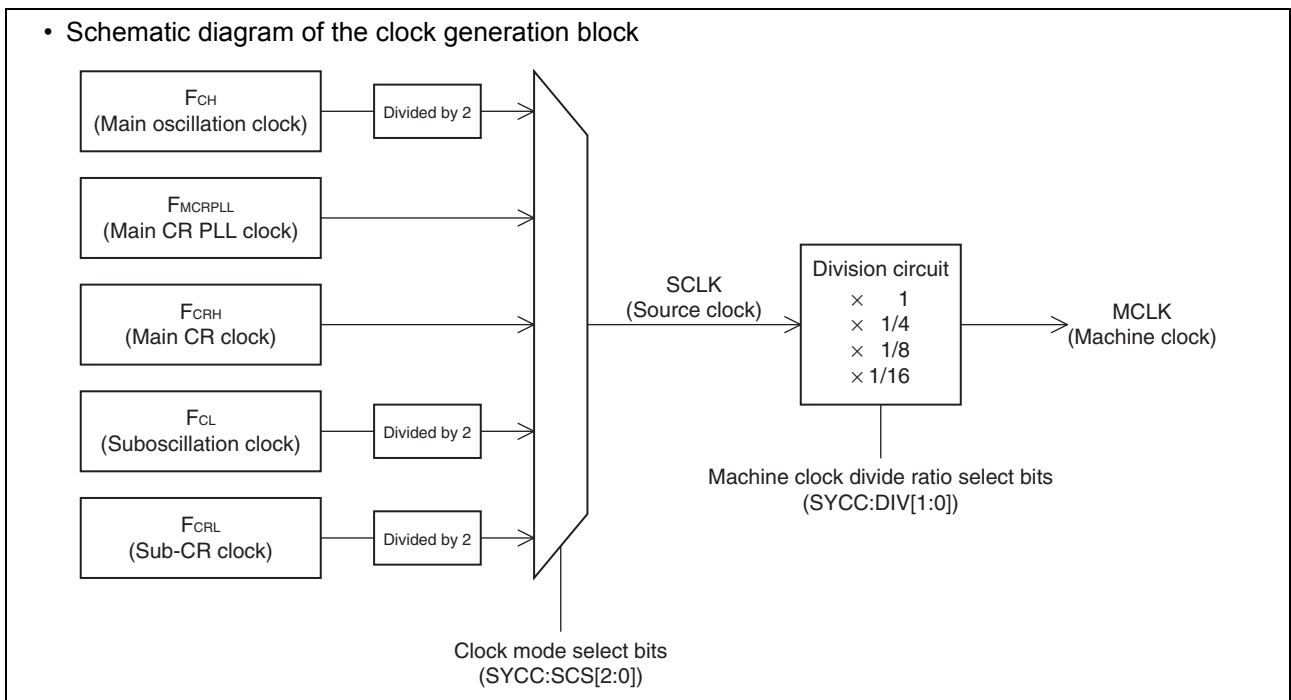 • Schematic diagram of the clock generation block
FCH
(Main oscillation clock)
Divided by 2
FMCRPLL
(Main CR PLL clock)
FCRH
(Main CR clock)
FCL
(Suboscillation clock)
Divided by 2
FCRL
(Sub-CR clock)
Divided by 2
SCLK
(Source clock)
Division circuit
× 1
× 1/4
× 1/8
× 1/16
MCLK
(Machine clock)
Machine clock divide ratio select bits
(SYCC:DIV[1:0])
Clock mode select bits
(SYCC:SCS[2:0])